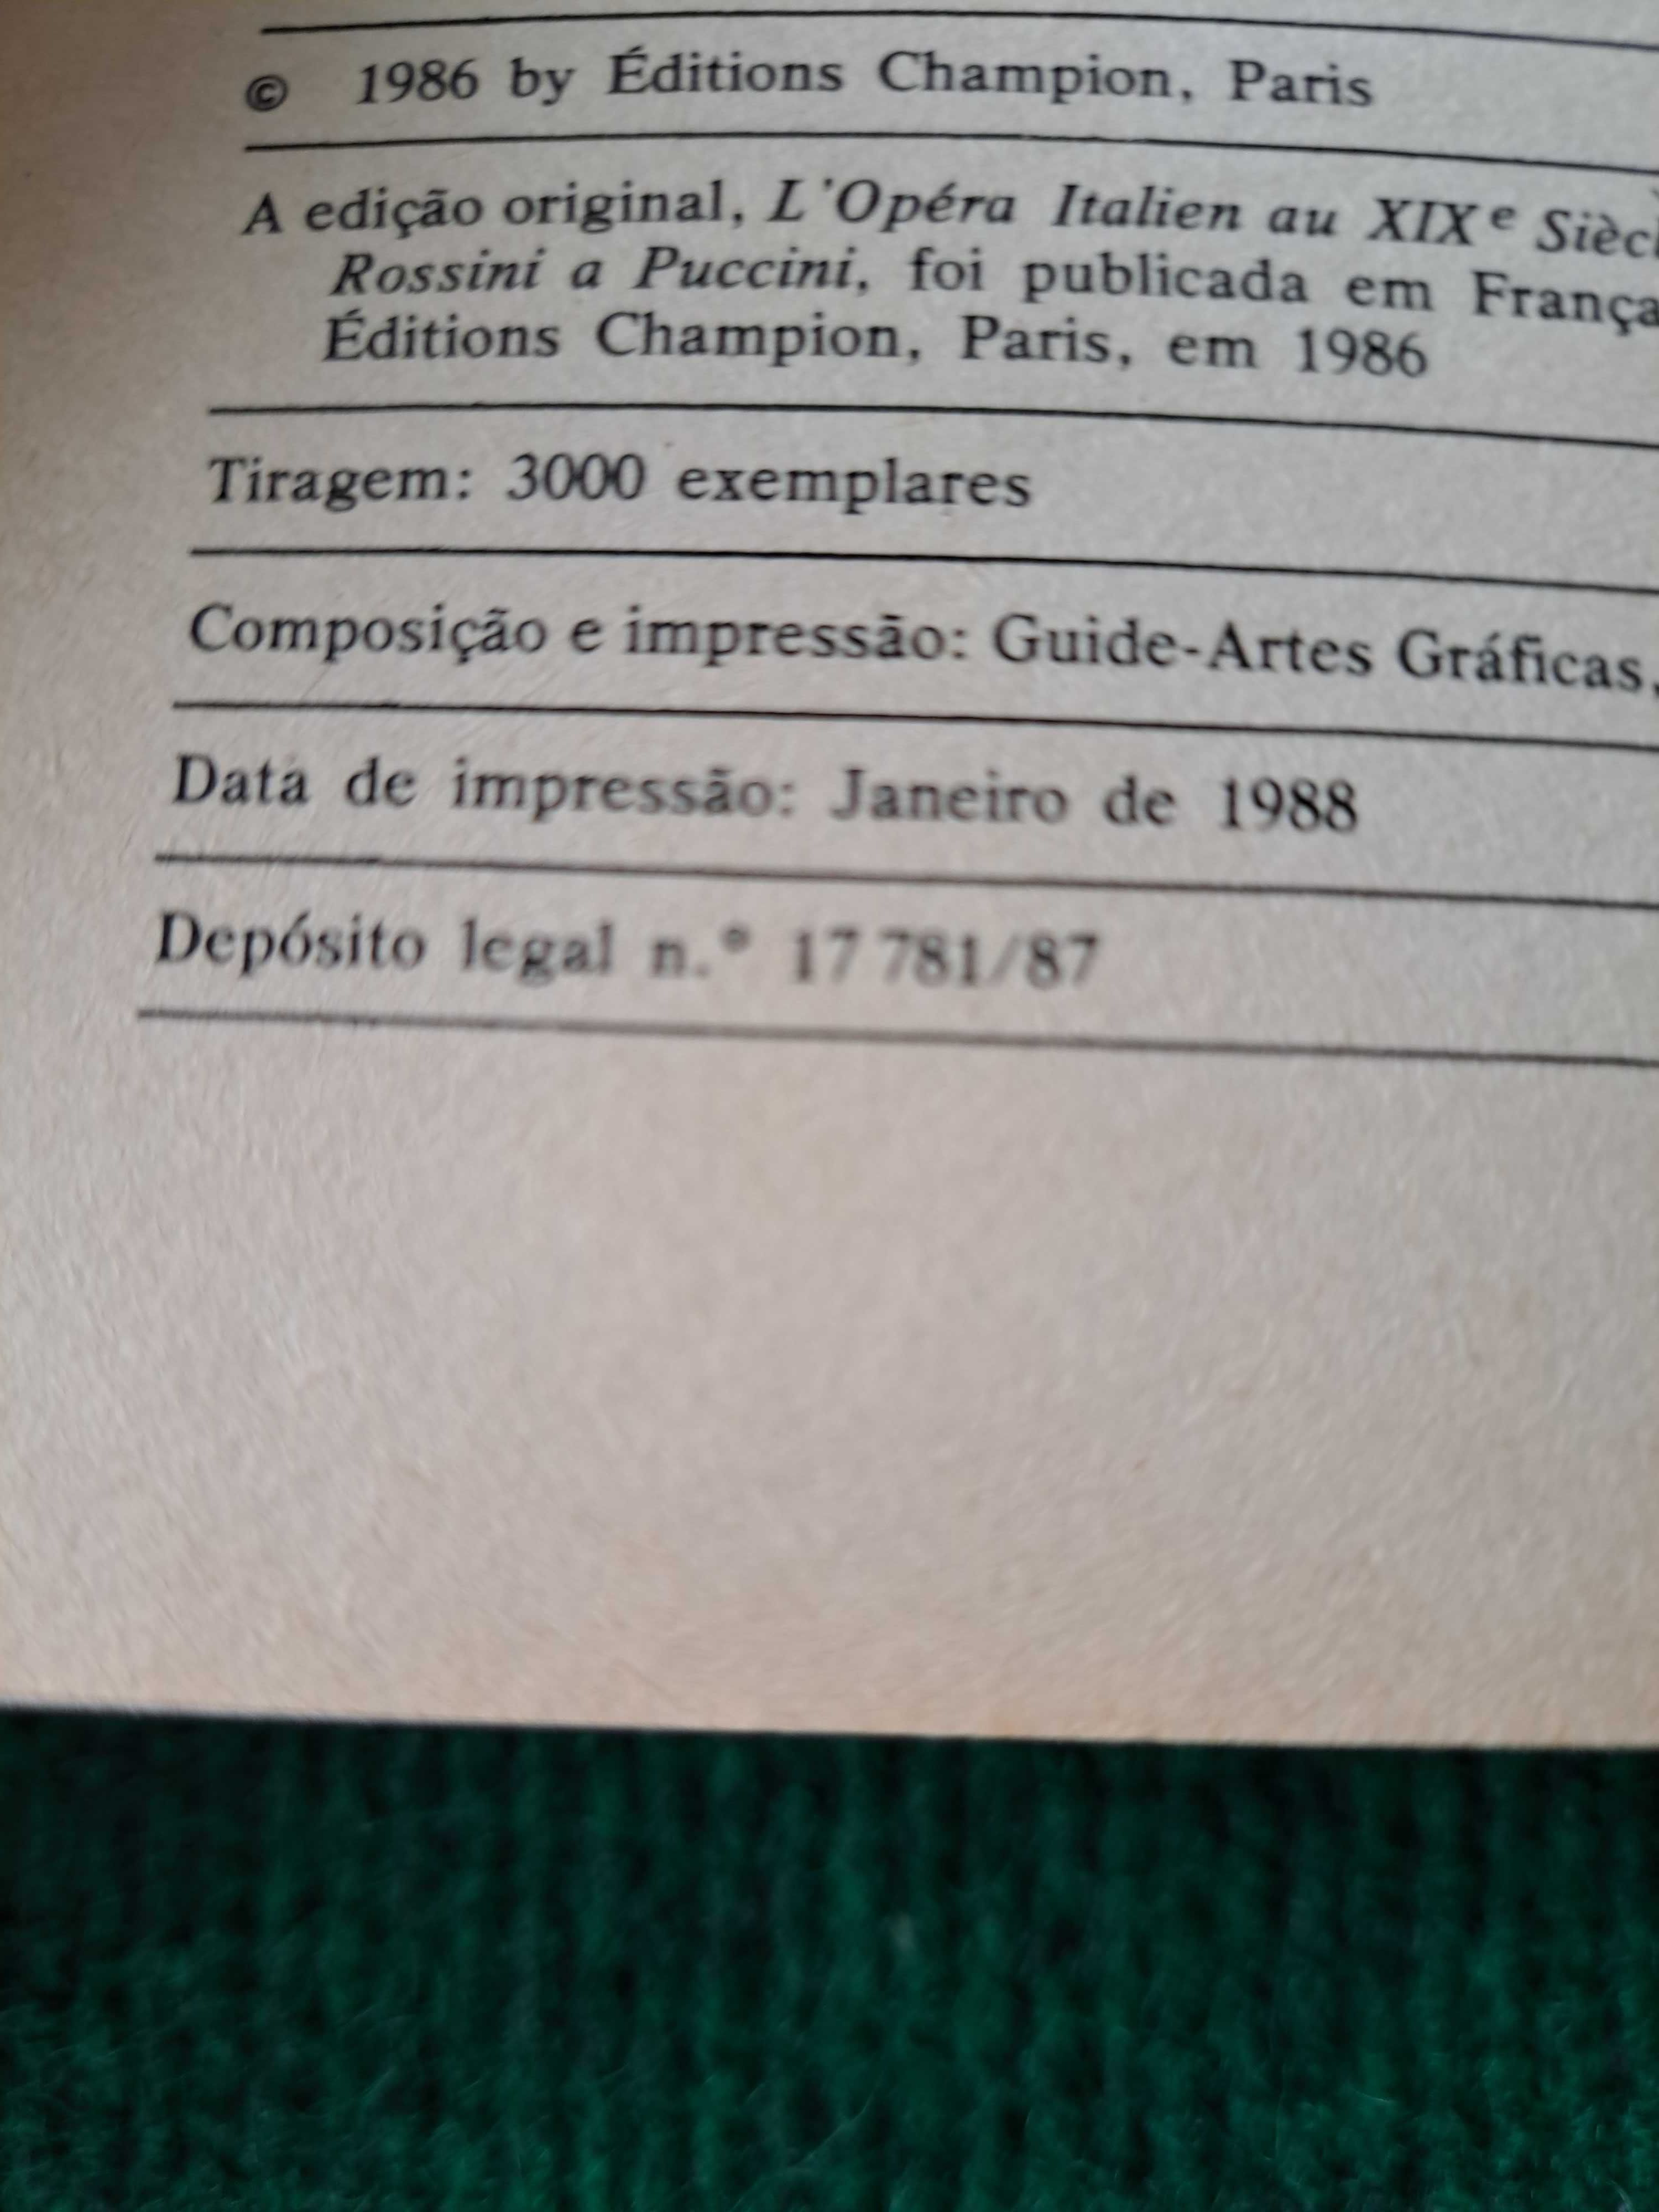 © 1986 by Éditions Champion, Paris
A edição original, L'Opéra Italien au XIXe
Rossini a Puccini, foi publicada em França
Éditions Champion, Paris, em 1986
Tiragem: 3000 exemplares
Composição e impressão: Guide-Artes Gráficas,
Data de impressão: Janeiro de 1988
Depósito legal n.º 17 781/87